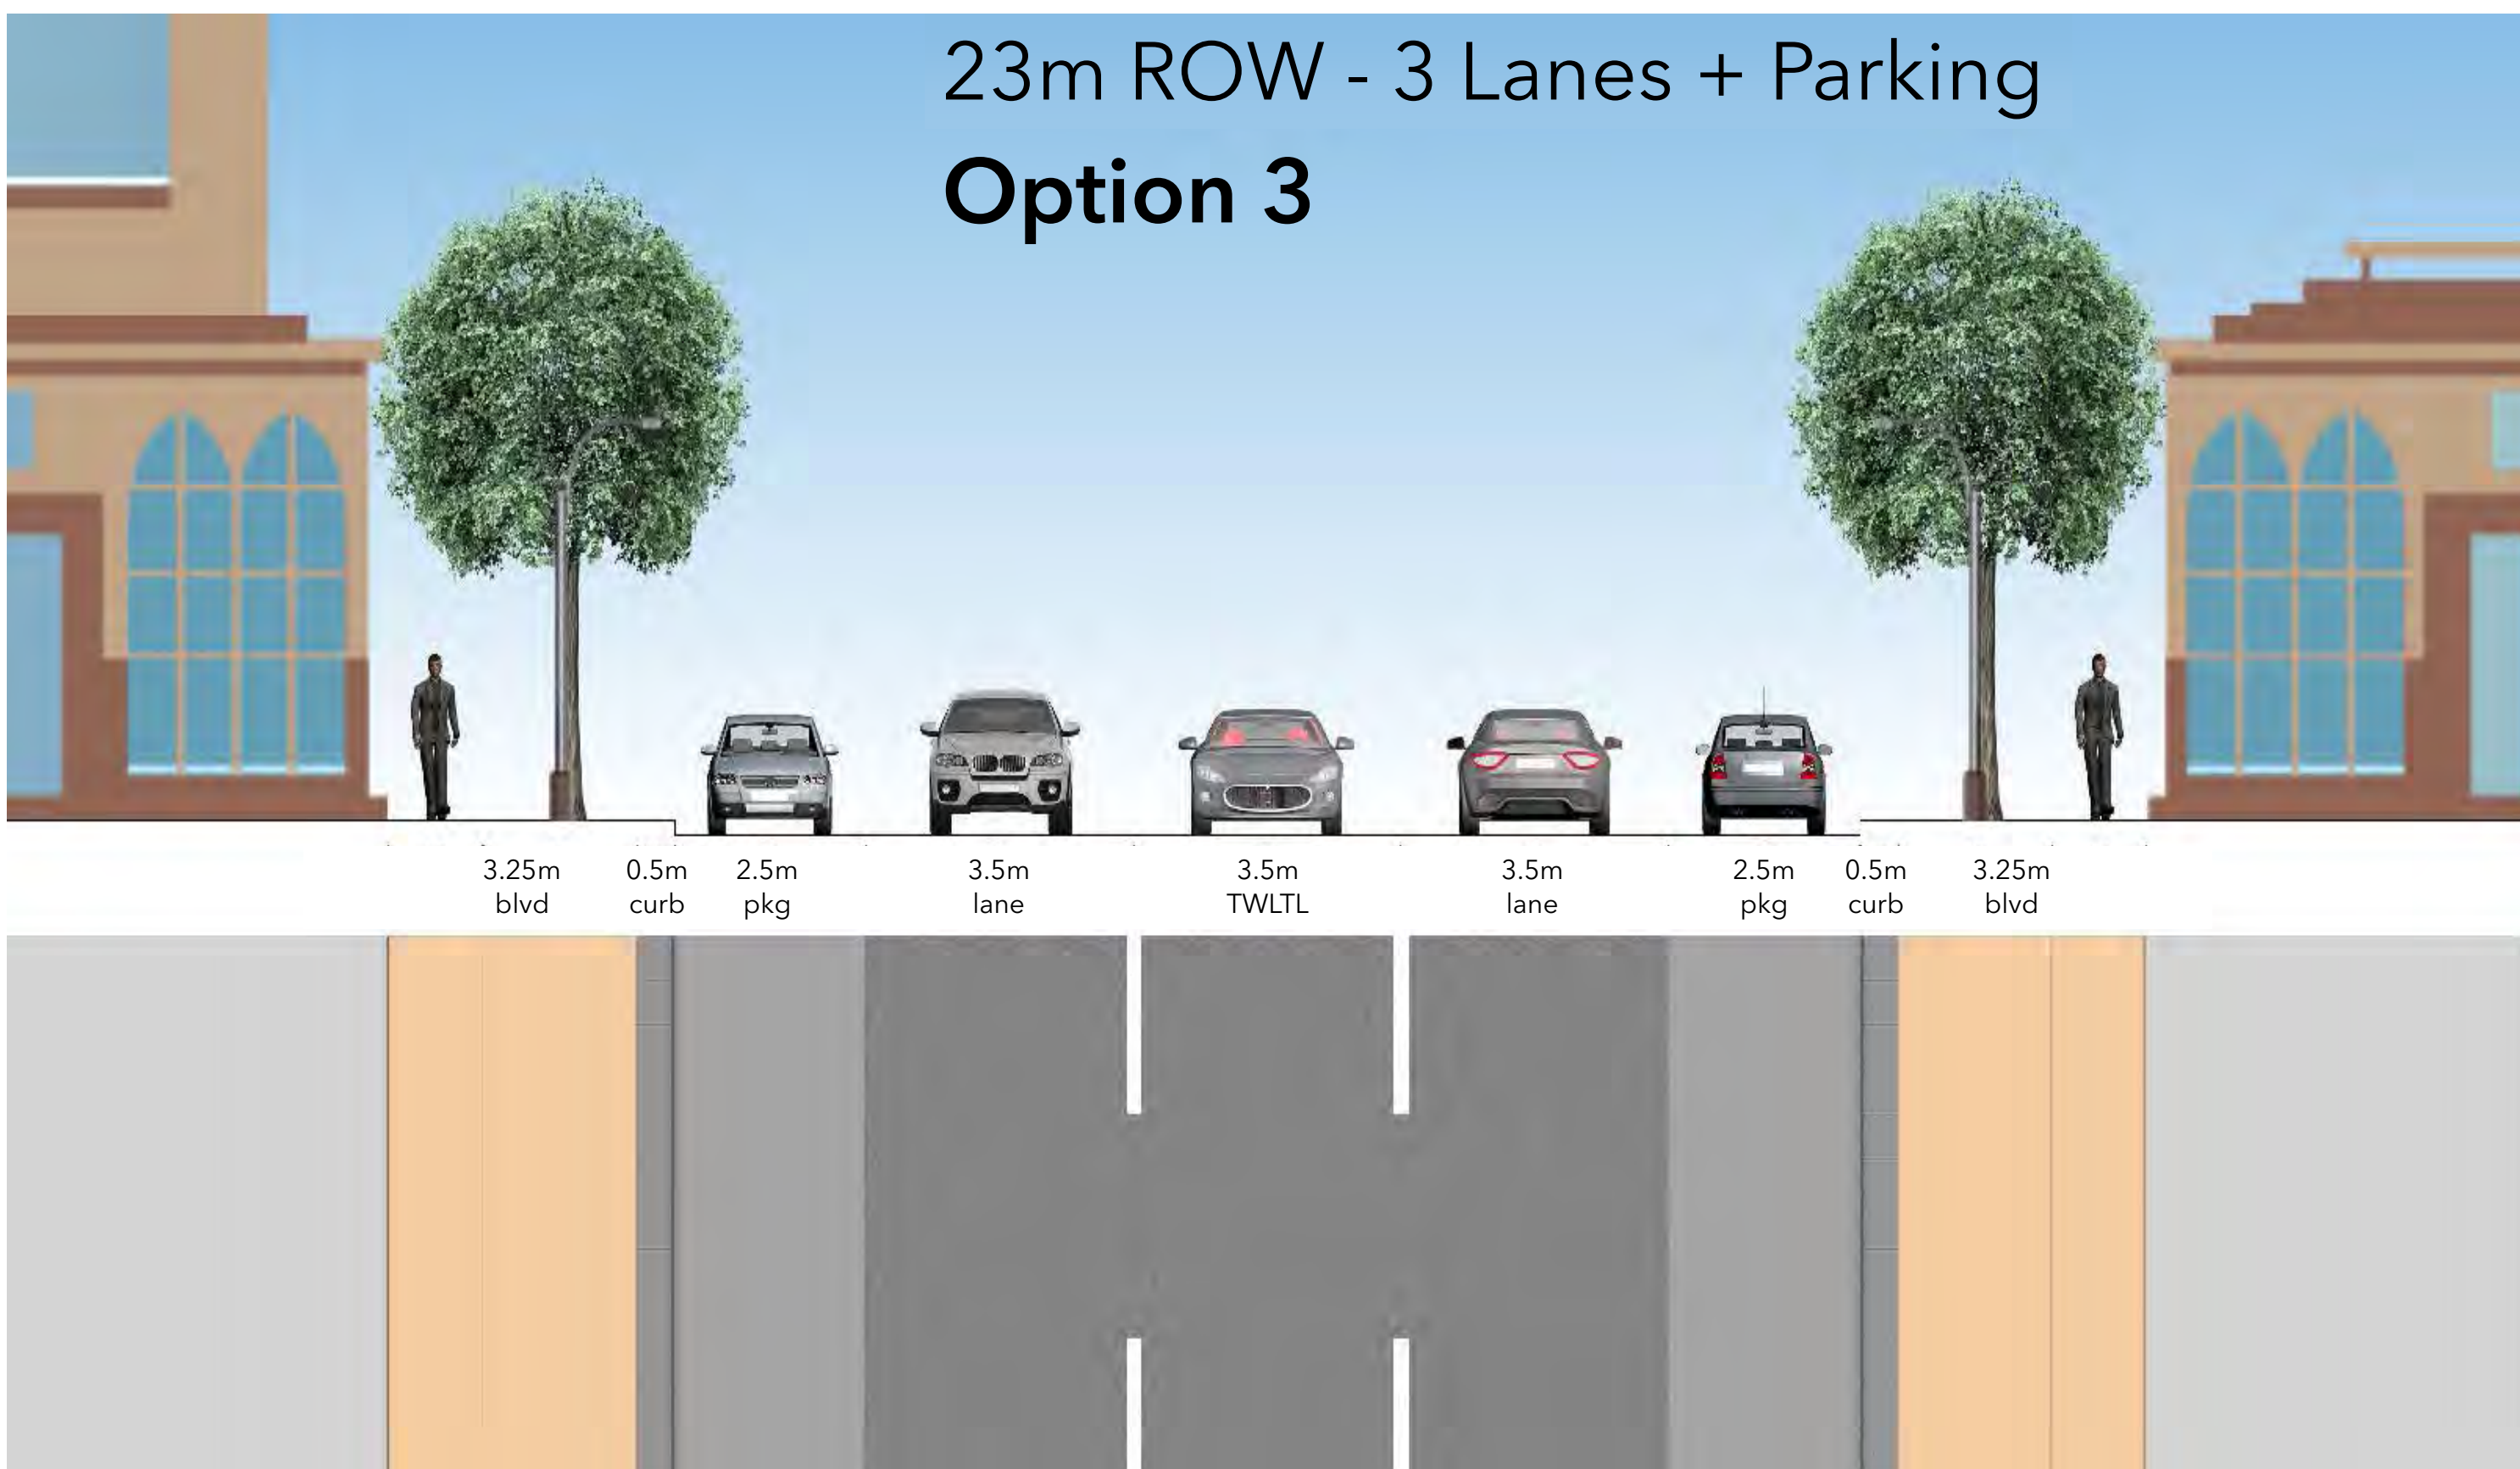 23m ROW - 3 Lanes + Parking
Option 3
3.25m 0.5m 2.5m 3.5m 3.5m 3.5m 2.5m 0.5m 3.25m
blvd curb pkg lane TWLTL lane pkg curb blvd